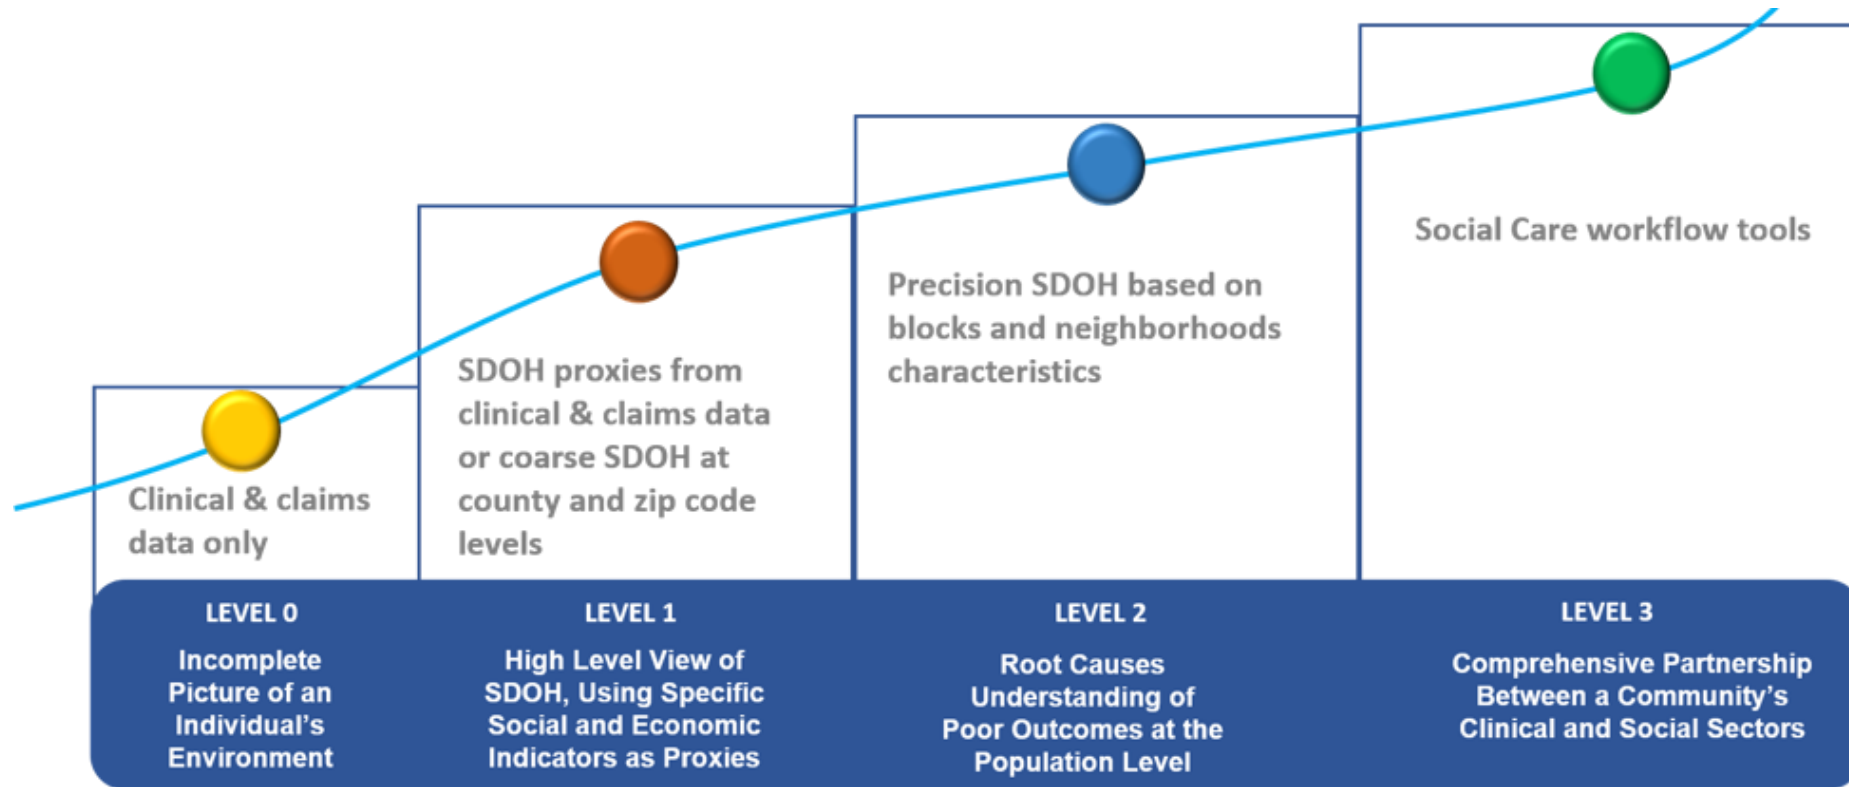 Clinical & claims
data only
SDOH proxies from
clinical & claims data
or coarse SDOH at
county and zip code
levels
Precision SDOH based on
blocks and neighborhoods
characteristics
Social Care workflow tools
LEVEL 0
Incomplete
Picture of an
Individual’s
Environment
LEVEL 1
High Level View of
SDOH, Using Specific
Social and Economic
Indicators as Proxies
LEVEL 2
Root Causes
Understanding of
Poor Outcomes at the
Population Level
LEVEL 3
Comprehensive Partnership
Between a Community’s
Clinical and Social Sectors